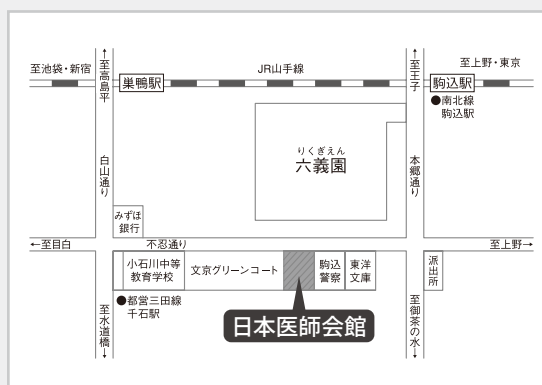 至池袋・新宿
←至高島平
巣鴨駅
JR山手線
至王子→
駒込駅
至上野・東京
●南北線
駒込駅
りくぎえん
六義園
白山通り
本郷通り
みずほ
銀行
←至目白
不忍通り
至上野→
小石川中等
教育学校
文京グリーンコート
駒込
警察
東洋
文庫
派出所
●都営三田線
千石駅
至水道橋→
日本医師会館
至御茶の水→